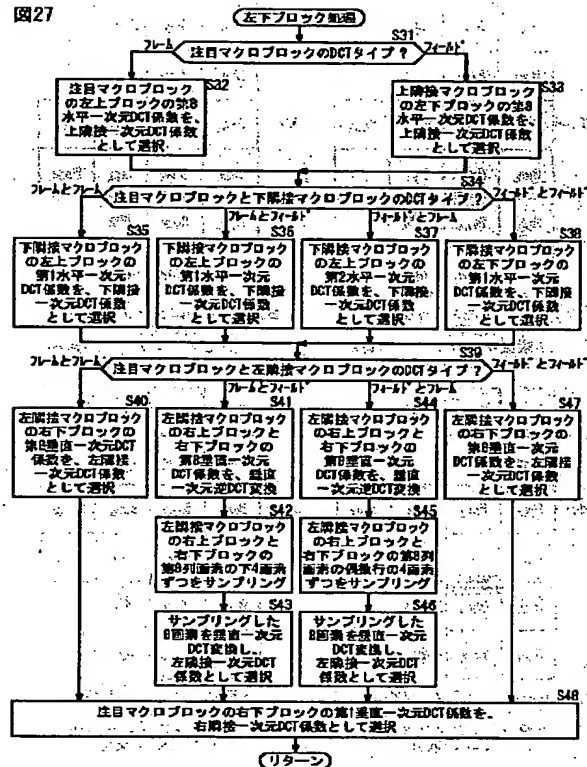 図27
左下ブロック処理
S31
注目マクロブロックのDCTタイプ?
フレーム
フィールド
S32
注目マクロブロック
の左上ブロックの第8
水平一次元DCT係数を、
上隣接一次元DCT係数
として選択
S33
上隣接マクロブロック
の左下ブロックの第8
水平一次元DCT係数を、
上隣接一次元DCT係数
として選択
S34
注目マクロブロックと下隣接マクロブロックのDCTタイプ?
フレームとフレーム
フレームとフィールド
フィールドとフレーム
フィールドとフィールド
S35
下隣接マクロブロック
の左上ブロックの
第1水平一次元
DCT係数を、下隣接
一次元DCT係数
として選択
S36
下隣接マクロブロック
の左上ブロックの
第1水平一次元
DCT係数を、下隣接
一次元DCT係数
として選択
S37
下隣接マクロブロック
の左上ブロックの
第2水平一次元
DCT係数を、下隣接
一次元DCT係数
として選択
S38
下隣接マクロブロック
の左下ブロックの
第1水平一次元
DCT係数を、下隣接
一次元DCT係数
として選択
S39
注目マクロブロックと左隣接マクロブロックのDCTタイプ?
フレームとフレーム
フレームとフィールド
フィールドとフレーム
フィールドとフィールド
S40
左隣接マクロブロック
の右下ブロックの
第8垂直一次元DCT
係数を、左隣接
一次元DCT係数
として選択
S41
左隣接マクロブロック
の右上ブロックと
右下ブロックの
第8垂直一次元
DCT係数を、垂直
一次元逆DCT変換
S44
左隣接マクロブロック
の右上ブロックと
右下ブロックの
第8垂直一次元
DCT係数を、垂直
一次元逆DCT変換
S47
左隣接マクロブロック
の右下ブロックの
第8垂直一次元
DCT係数を、左隣接
一次元DCT係数
として選択
S42
左隣接マクロブロック
の右上ブロックと
右下ブロックの
第8列画素の下4画素
ずつをサンプリング
S45
左隣接マクロブロック
の右上ブロックと
右下ブロックの第8列
画素の偶数行の4画素
ずつをサンプリング
S43
サンプリングした
8画素を垂直一次元
DCT変換し、
左隣接一次元DCT
係数として選択
S46
サンプリングした
8画素を垂直一次元
DCT変換し、
左隣接一次元DCT
係数として選択
S48
注目マクロブロックの右下ブロックの第1垂直一次元DCT係数を、
右隣接一次元DCT係数として選択
リターン